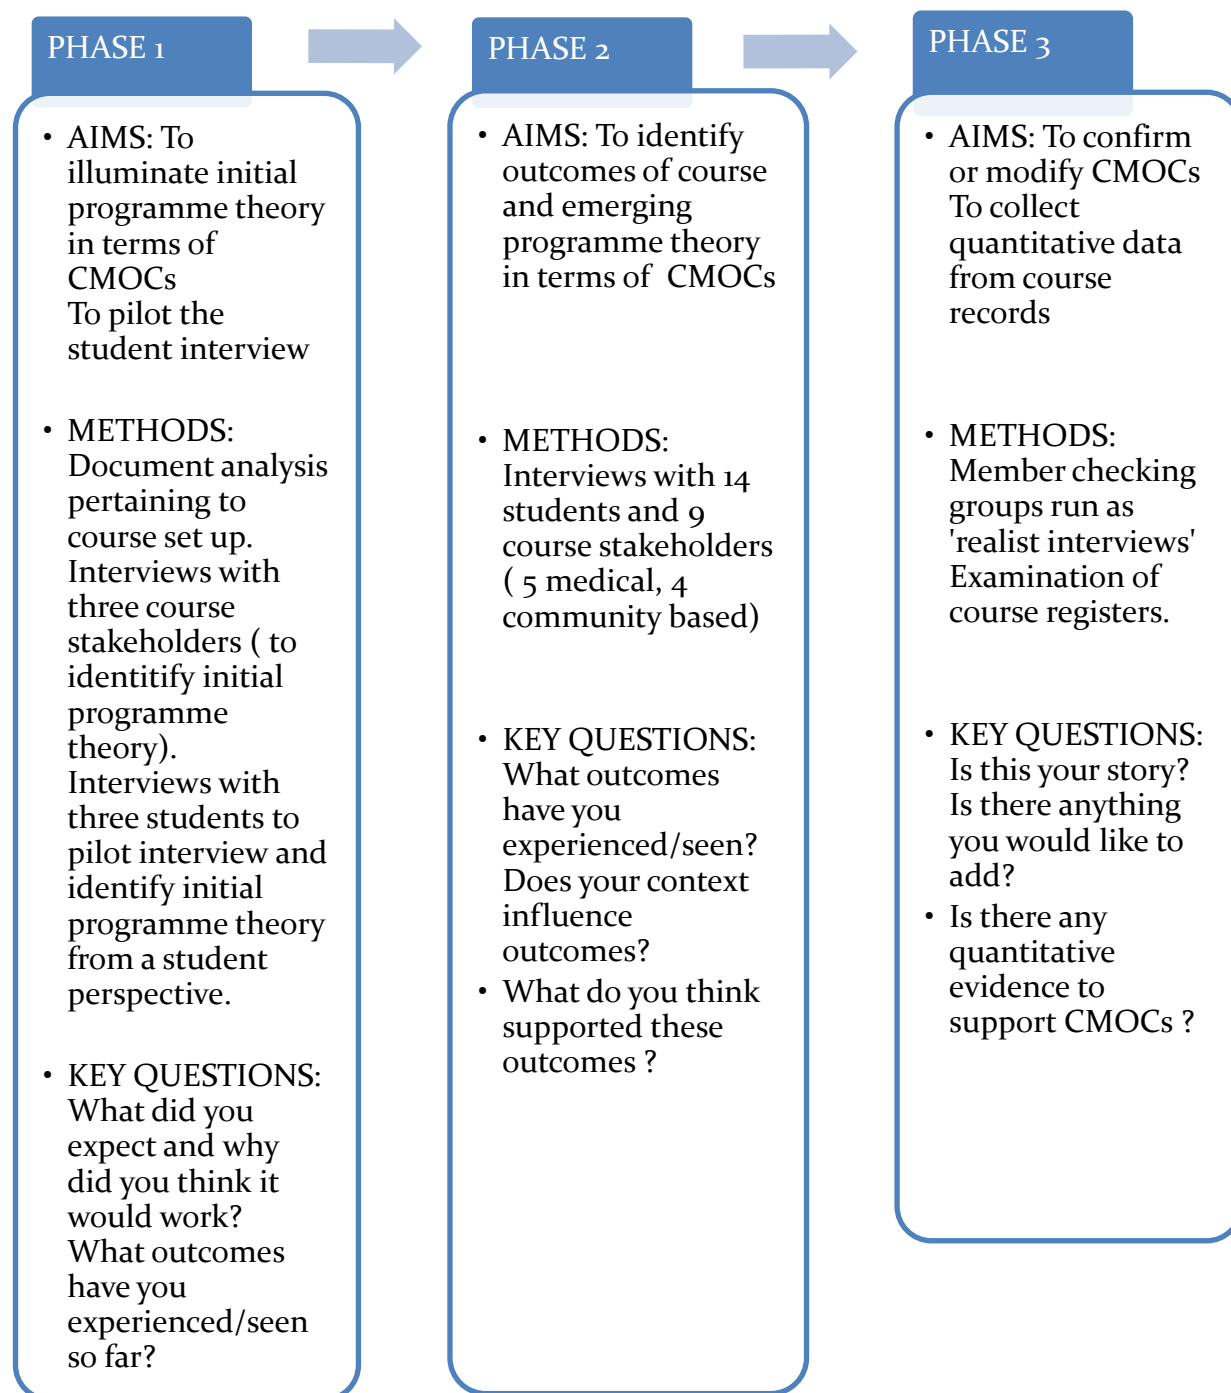 PHASE 1
• AIMS: To
illuminate initial
programme theory
in terms of
CMOCs
To pilot the
student interview
• METHODS:
Document analysis
pertaining to
course set up.
Interviews with
three course
stakeholders ( to
identitify initial
programme
theory).
Interviews with
three students to
pilot interview and
identify initial
programme theory
from a student
perspective.
• KEY QUESTIONS:
What did you
expect and why
did you think it
would work?
What outcomes
have you
experienced/seen
so far?
PHASE 2
• AIMS: To identify
outcomes of course
and emerging
programme theory
in terms of CMOCs
• METHODS:
Interviews with 14
students and 9
course stakeholders
( 5 medical, 4
community based)
• KEY QUESTIONS:
What outcomes
have you
experienced/seen?
Does your context
influence
outcomes?
• What do you think
supported these
outcomes ?
PHASE 3
• AIMS: To confirm
or modify CMOCs
To collect
quantitative data
from course
records
• METHODS:
Member checking
groups run as
'realist interviews'
Examination of
course registers.
• KEY QUESTIONS:
Is this your story?
Is there anything
you would like to
add?
• Is there any
quantitative
evidence to
support CMOCs ?